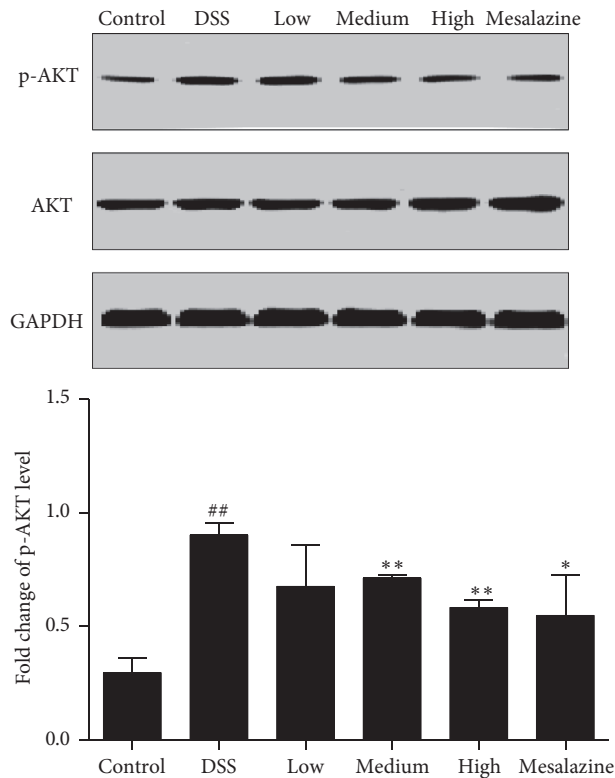 Control DSS Low Medium High Mesalazine
p-AKT
AKT
GAPDH
Fold change of p-AKT level
1.5
1.0
0.5
0.0
##
**
**
*
Control DSS Low Medium High Mesalazine